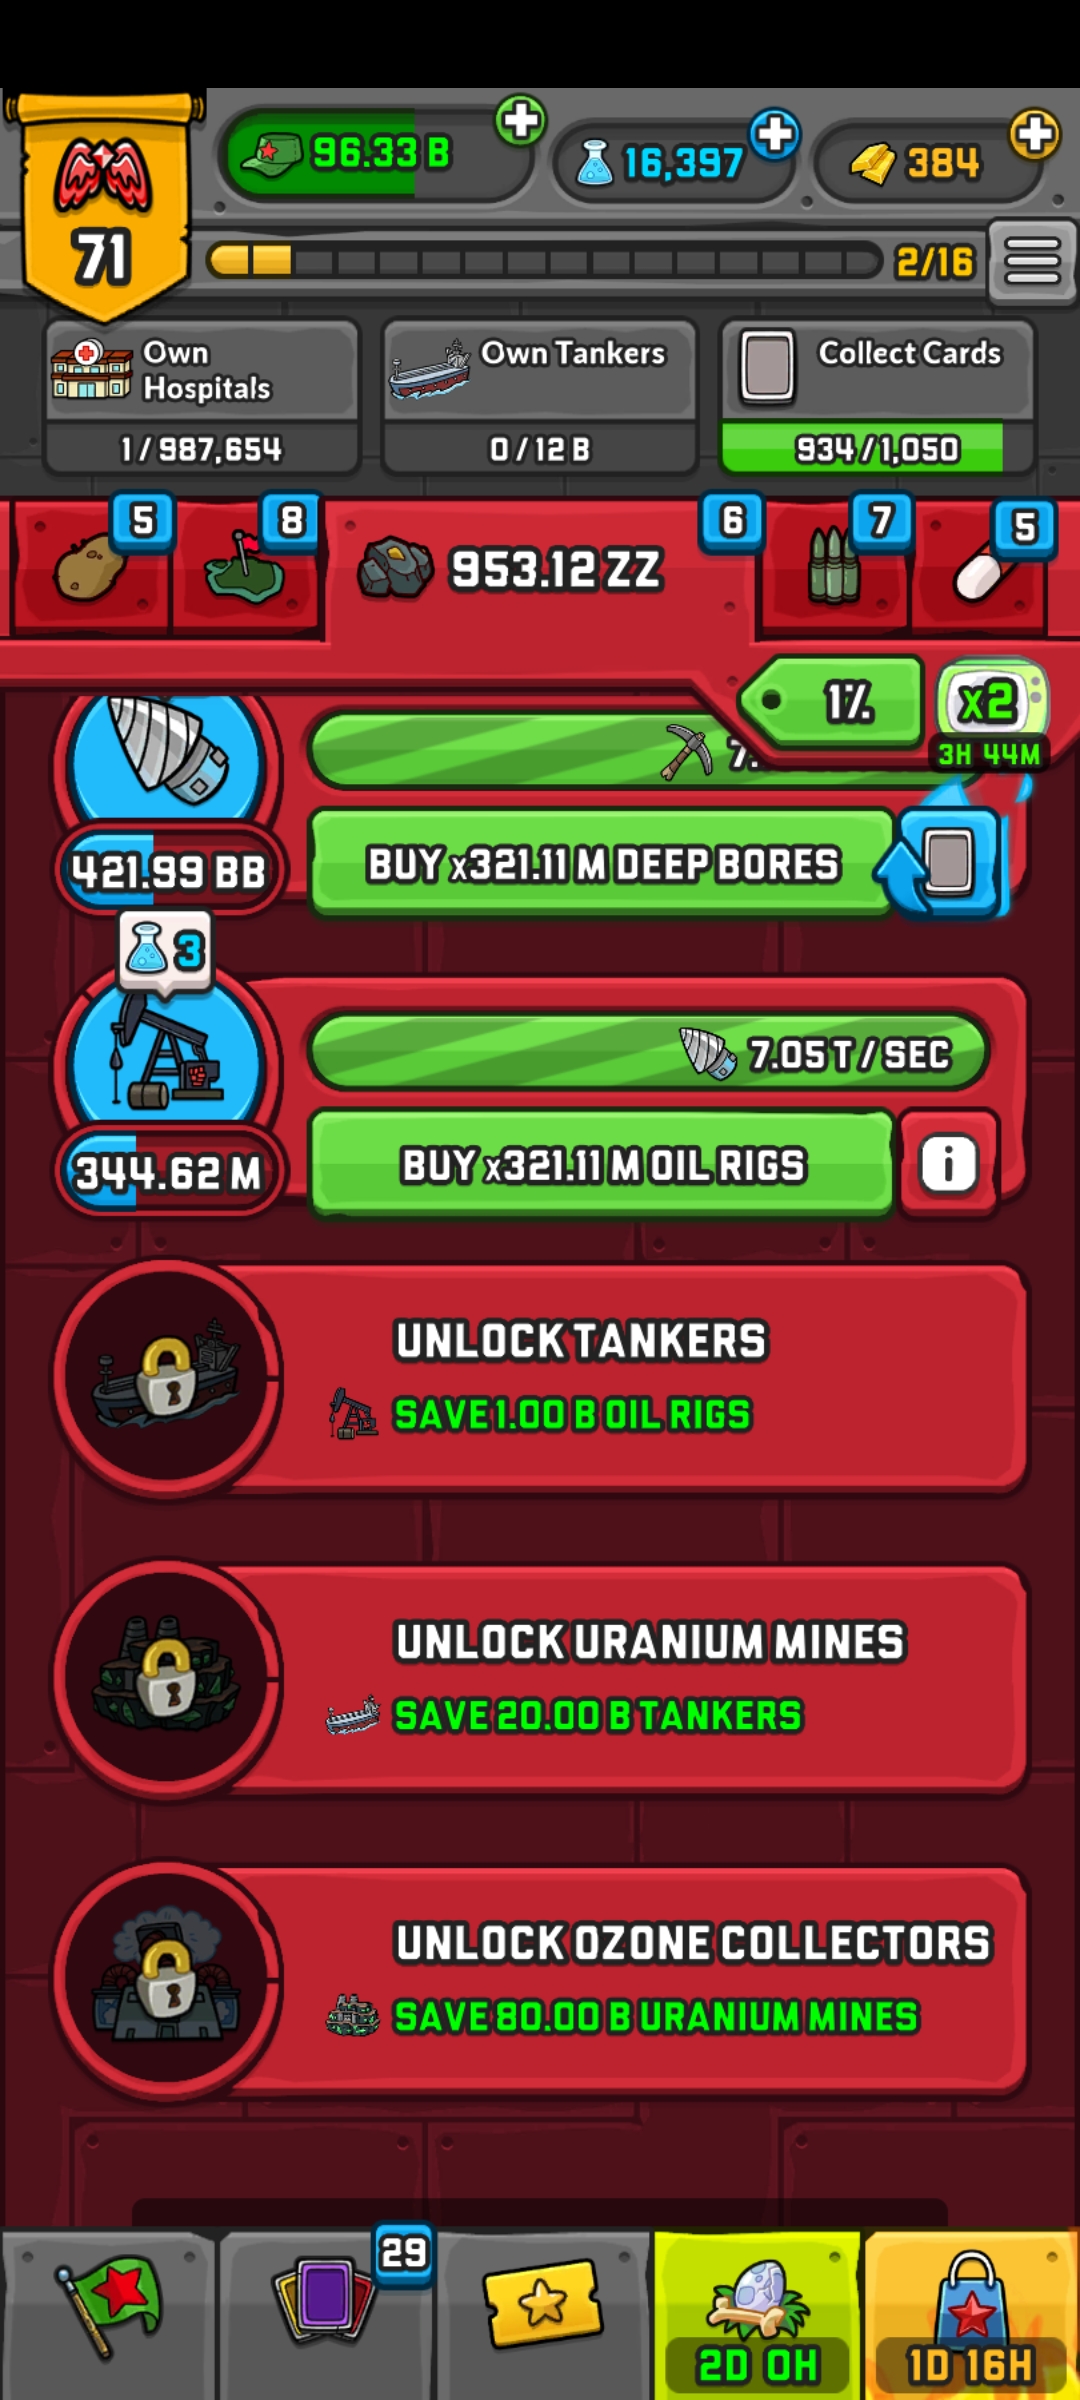 96.33 B
16,397
384
71
2/16
Own Hospitals
1/987,654
Own Tankers
0/12 B
Collect Cards
934/1,050
5
8
953.12 ZZ
6
7
5
1%
x2
3H 44M
7.
421.99 BB
BUY x321.11 M DEEP BORES
3
7.05 T/SEC
344.62 M
BUY x321.11 M OIL RIGS
i
UNLOCK TANKERS
SAVE 1.00 B OIL RIGS
UNLOCK URANIUM MINES
SAVE 20.00 B TANKERS
UNLOCK OZONE COLLECTORS
SAVE 80.00 B URANIUM MINES
29
2D 0H
1D 16H